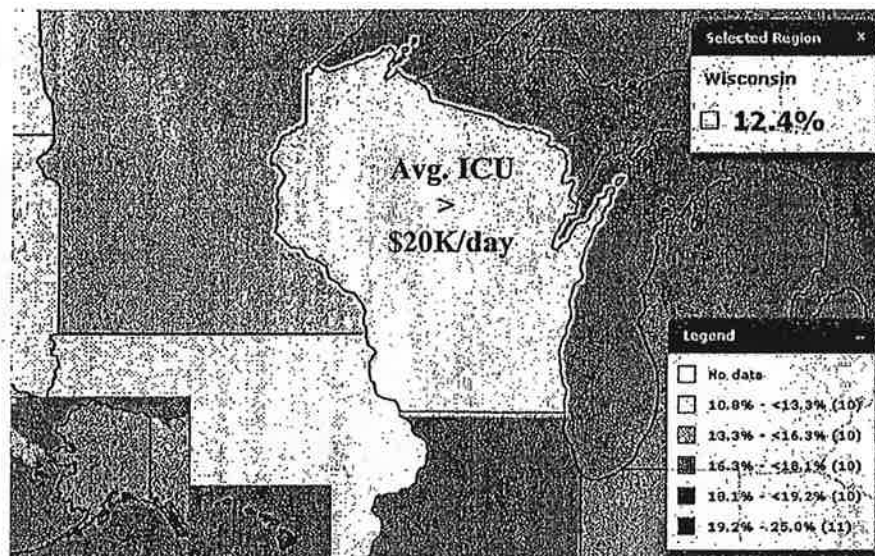 Selected Region x
Wisconsin
12.4%
Avg. ICU
>
$20K/day
Legend --
No data
10.8% - <13.3% (10)
13.3% - <16.3% (10)
16.3% - <18.1% (10)
18.1% - <19.2% (10)
19.2% - 25.0% (11)